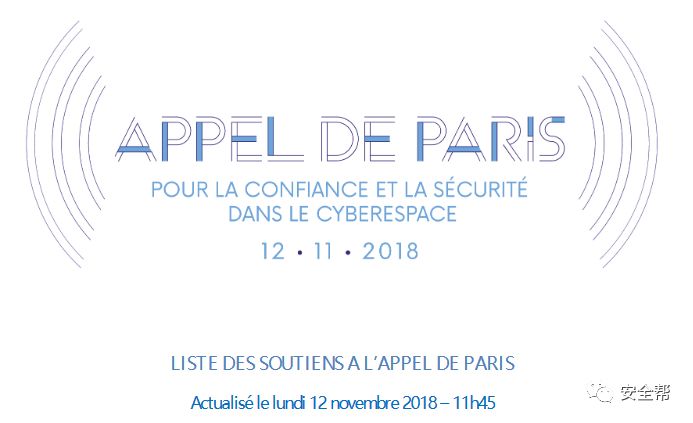 APPEL DE PARIS
POUR LA CONFIANCE ET LA SÉCURITÉ
DANS LE CYBERESPACE
12 • 11 • 2018
LISTE DES SOUTIENS A L’APPEL DE PARIS
Actualisé le lundi 12 novembre 2018 – 11h45
安全帮